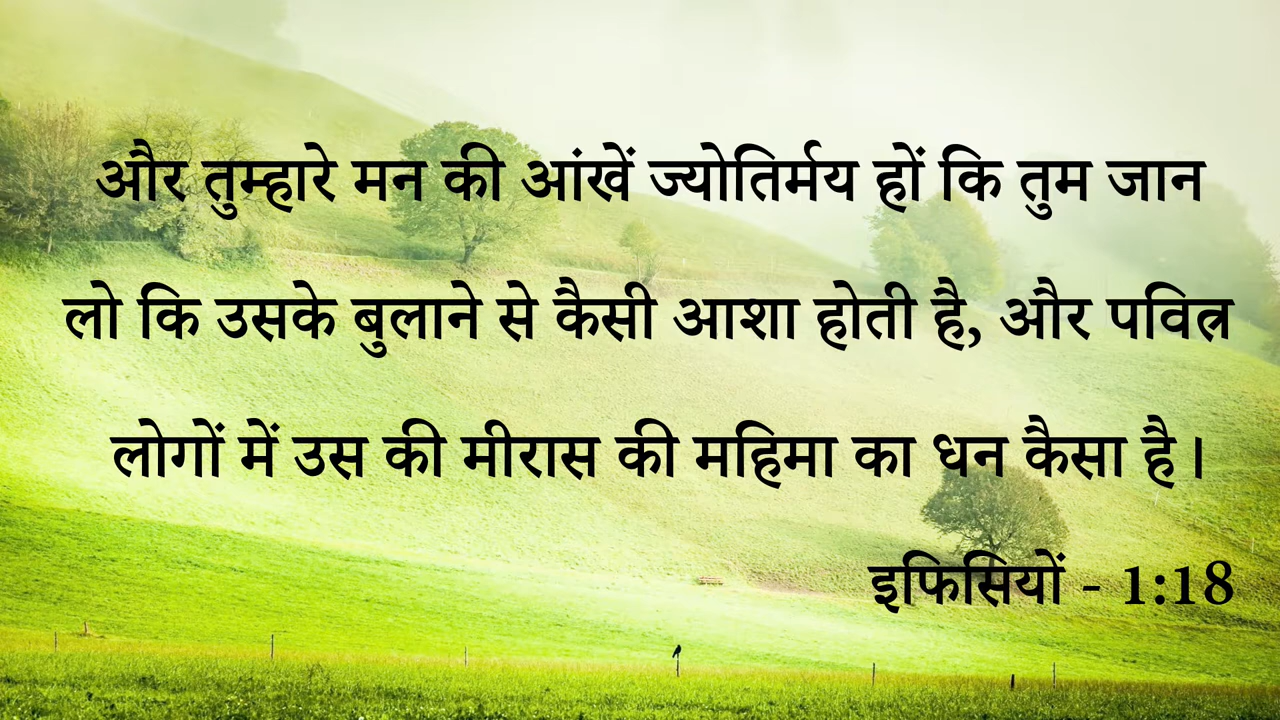 और तुम्हारे मन की आंखें ज्योतिर्मय हों कि तुम जान
लो कि उसके बुलाने से कैसी आशा होती है, और पवित्र
लोगों में उस की मीरास की महिमा का धन कैसा है।
इफिसियों - 1:18